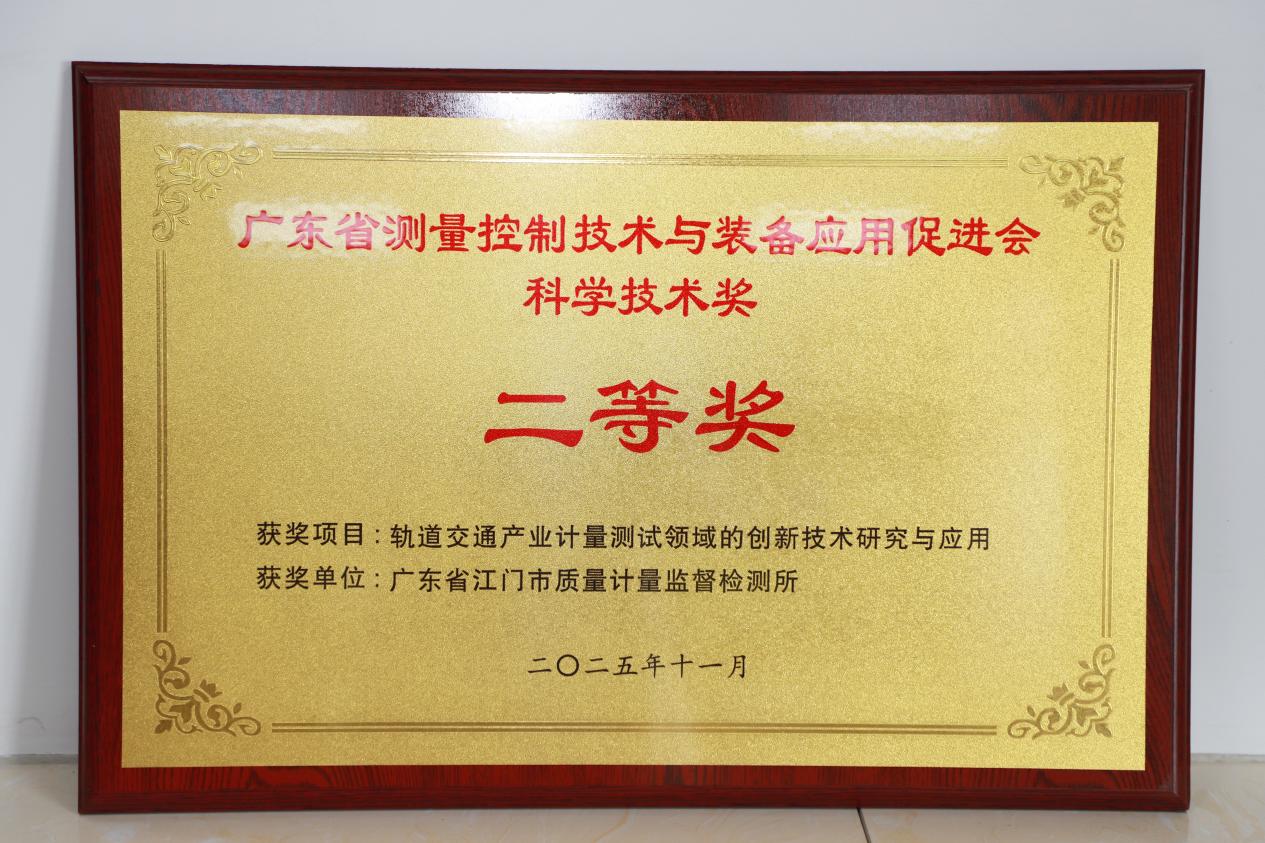 广东省测量控制技术与装备应用促进会
科学技术奖
二等奖
获奖项目：轨道交通产业计量测试领域的创新技术研究与应用
获奖单位：广东省江门市质量计量监督检测所
二〇二五年十一月